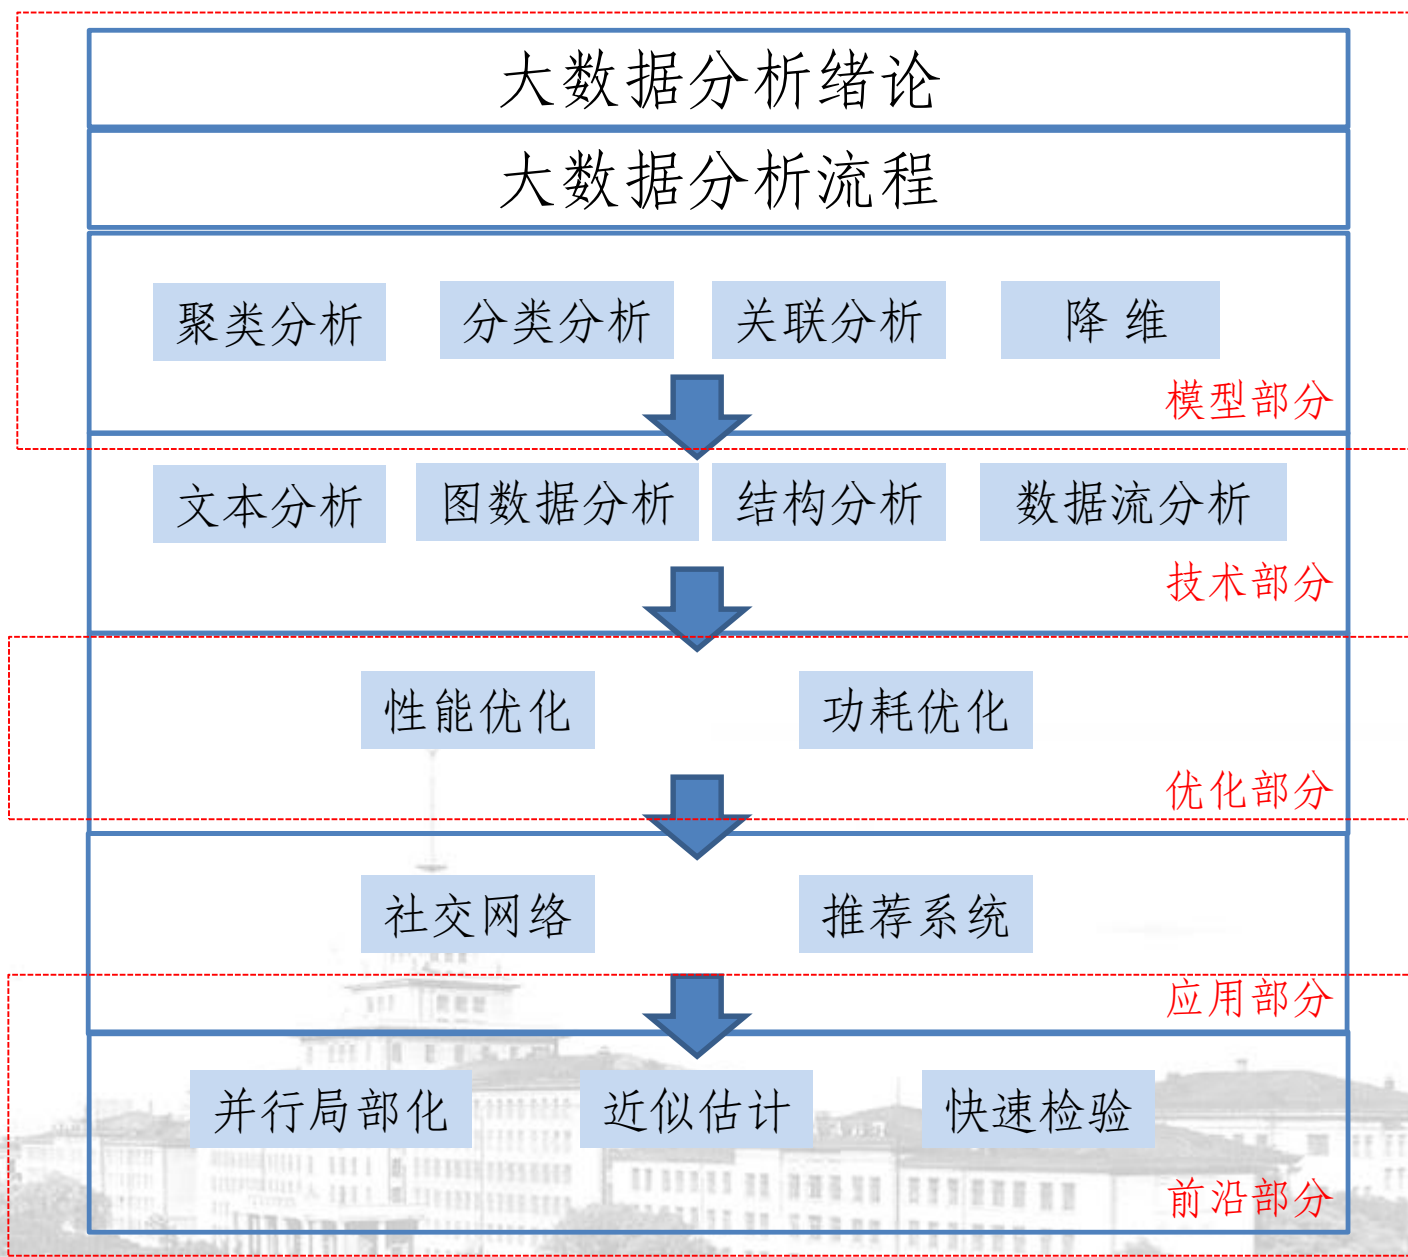 大数据分析绪论
大数据分析流程
聚类分析 分类分析 关联分析 降 维
模型部分
文本分析 图数据分析 结构分析 数据流分析
技术部分
性能优化 功耗优化
优化部分
社交网络 推荐系统
应用部分
并行局部化 近似估计 快速检验
前沿部分